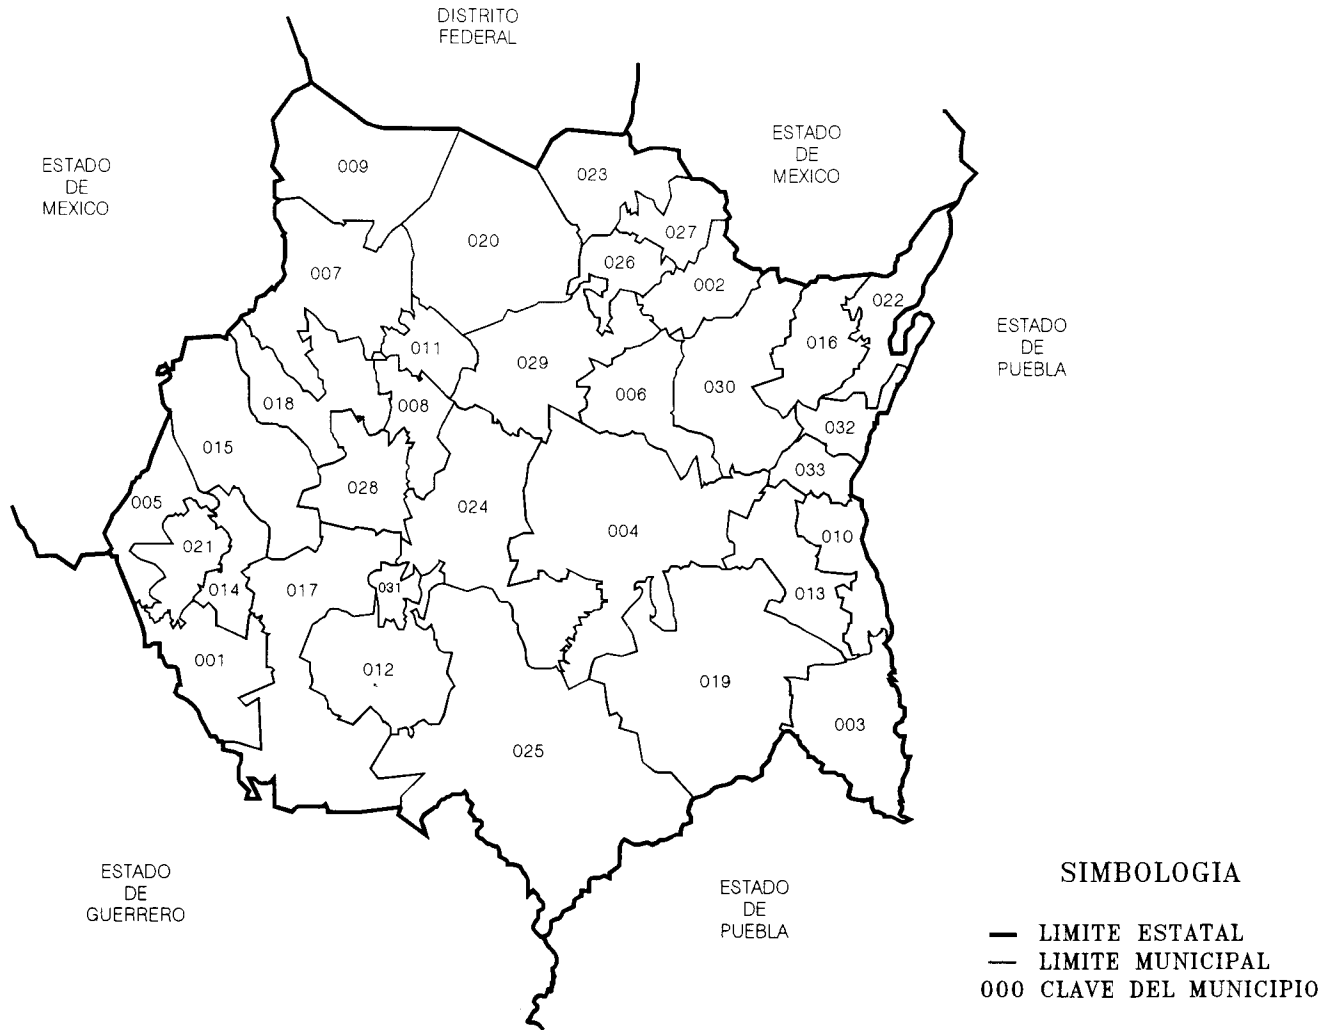 DISTRITO
FEDERAL
ESTADO
DE
MEXICO
ESTADO
DE
MEXICO
009
023
020
027
007
026
002
022
ESTADO
DE
PUEBLA
011
016
029
006
030
018
008
032
015
033
005
028
024
004
010
021
014
017
031
013
001
012
019
003
025
ESTADO
DE
GUERRERO
ESTADO
DE
PUEBLA
SIMBOLOGIA
LIMITE ESTATAL
LIMITE MUNICIPAL
000 CLAVE DEL MUNICIPIO